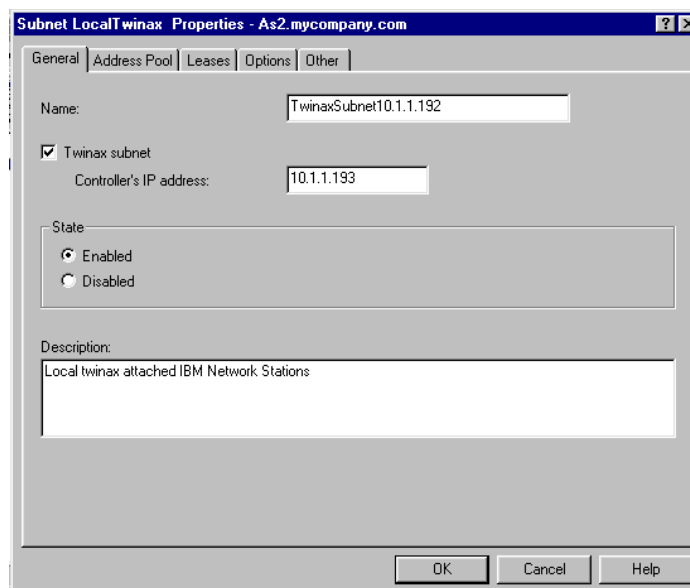 Subnet LocalTwinax Properties - As2.mycompany.com
General Address Pool Leases Options Other
Name: TwinaxSubnet10.1.1.192
Twinax subnet
Controller's IP address: 10.1.1.193
State
Enabled
Disabled
Description:
Local twinax attached IBM Network Stations
OK Cancel Help